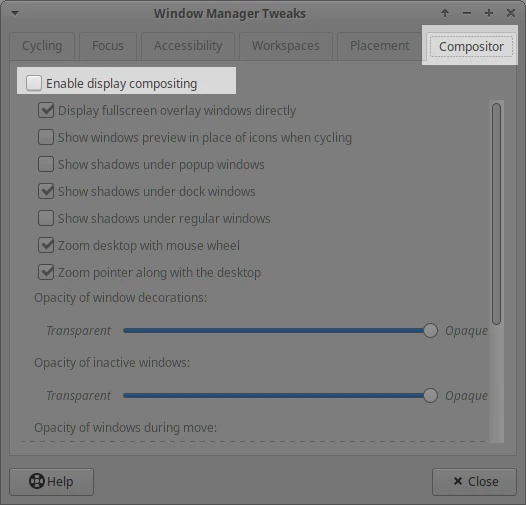 Window Manager Tweaks
Cycling Focus Accessibility Workspaces Placement Compositor
Enable display compositing
Display fullscreen overlay windows directly
Show windows preview in place of icons when cycling
Show shadows under popup windows
Show shadows under dock windows
Show shadows under regular windows
Zoom desktop with mouse wheel
Zoom pointer along with the desktop
Opacity of window decorations:
Transparent Opaque
Opacity of inactive windows:
Transparent Opaque
Opacity of windows during move:
Help Close